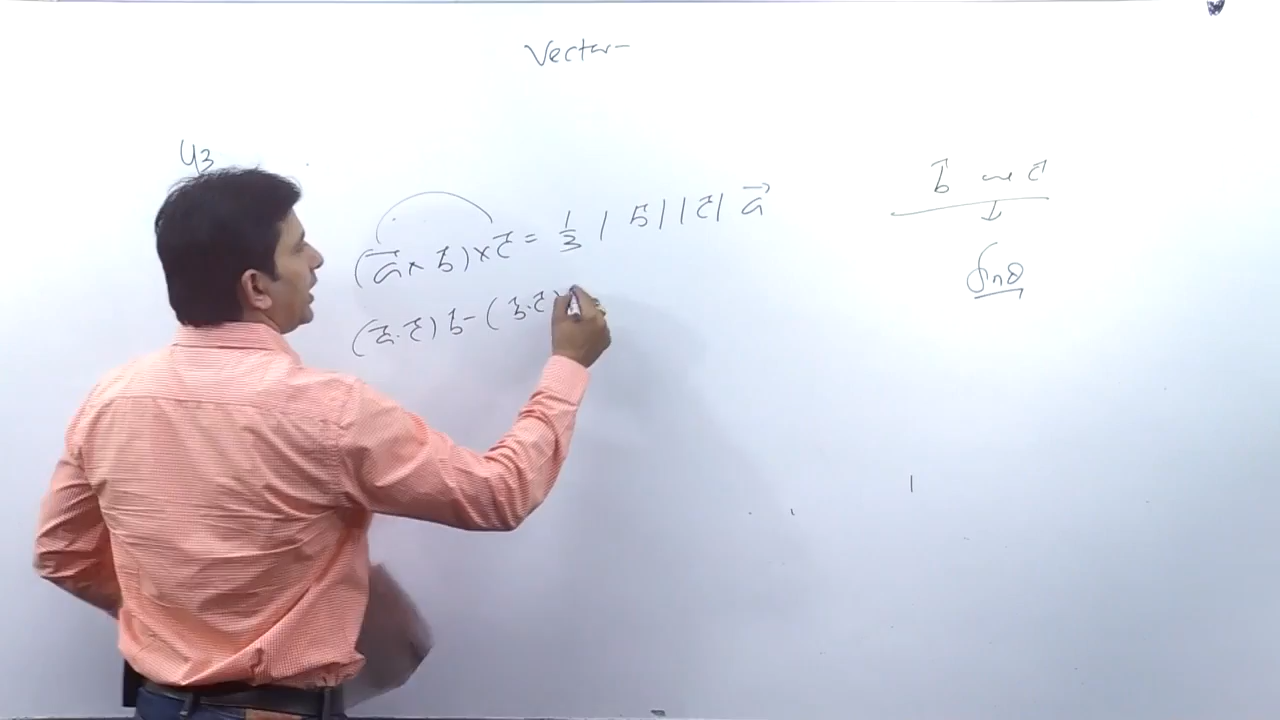 Vector-
43
(a⃗ × b⃗) × c⃗ = 1/3 |b⃗| |c⃗| a⃗
(a⃗.c⃗) b⃗ - (b⃗.c⃗)
b⃗ c⃗
↓
sinθ